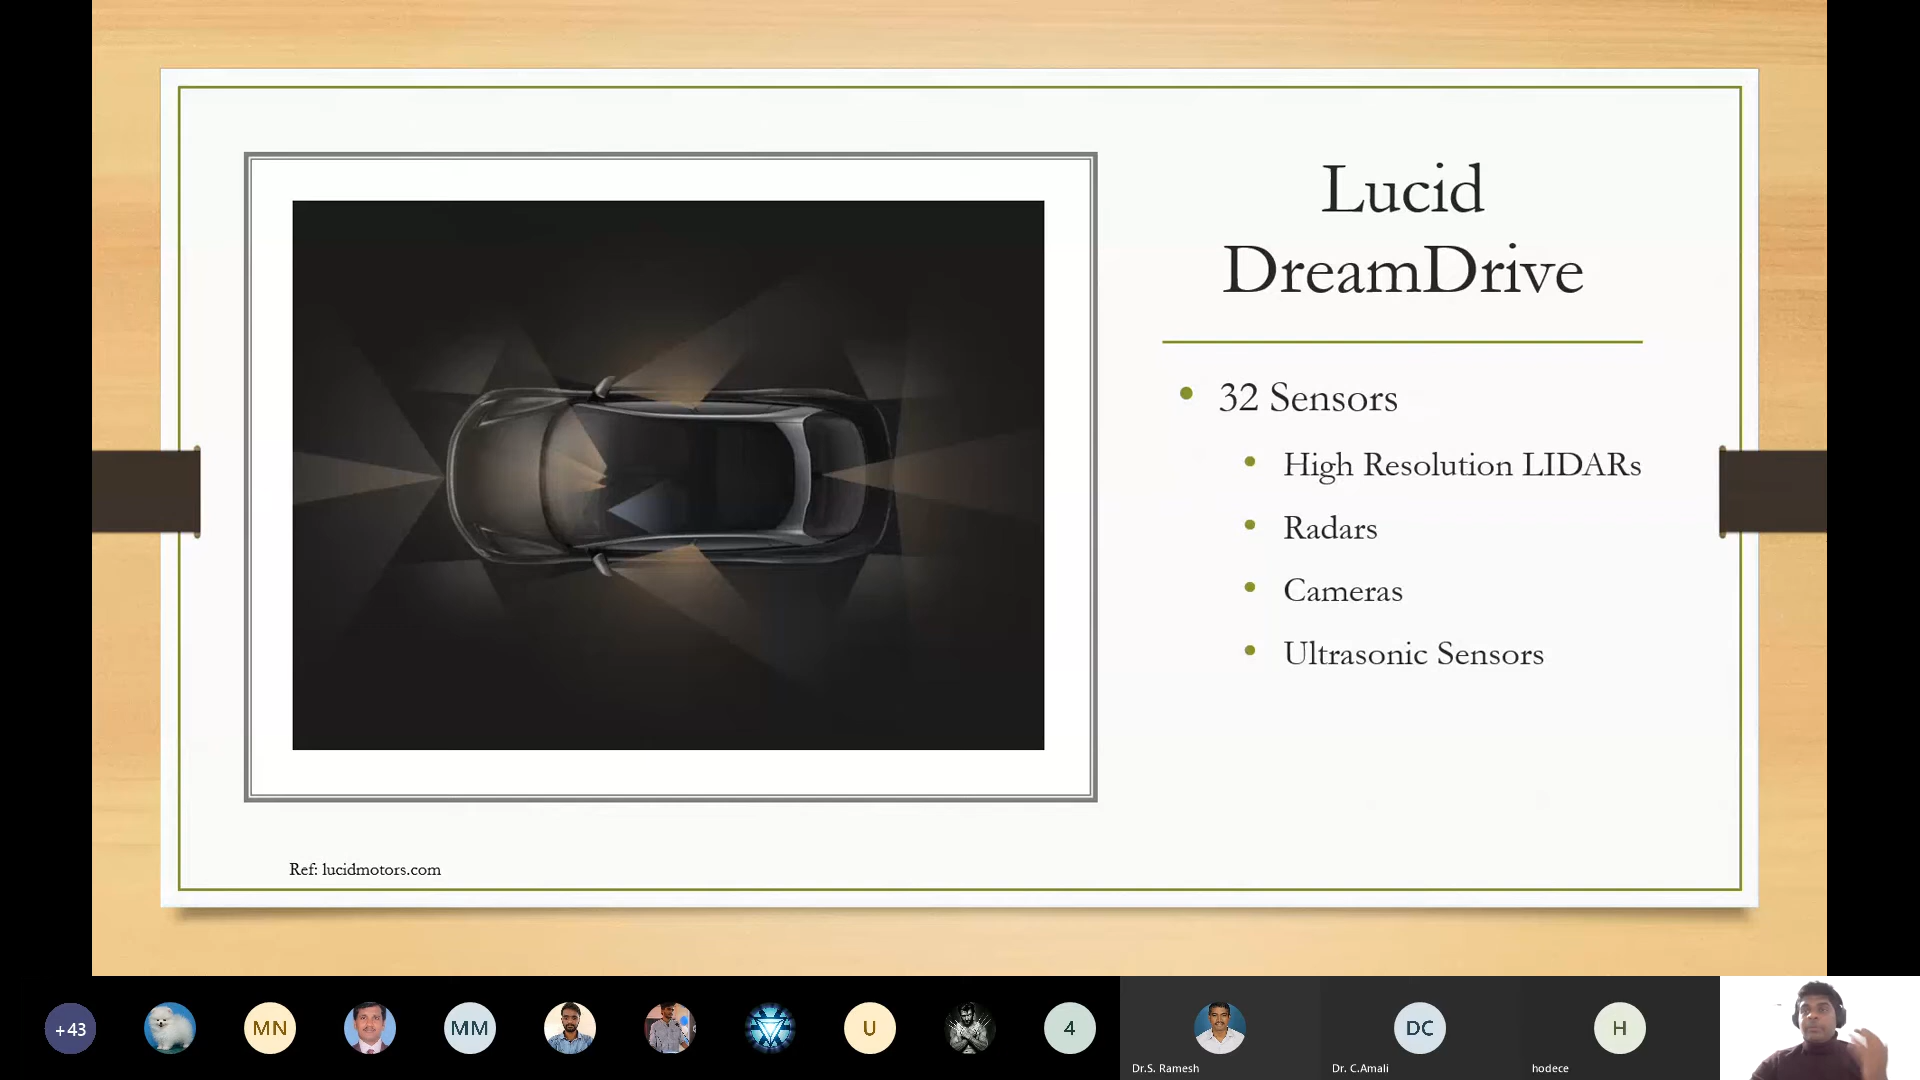 Lucid
DreamDrive
32 Sensors
High Resolution LIDARs
Radars
Cameras
Ultrasonic Sensors
Ref: lucidmotors.com
+43
MN
MM
U
4
Dr.S. Ramesh
DC
Dr. C.Amali
H
hodece